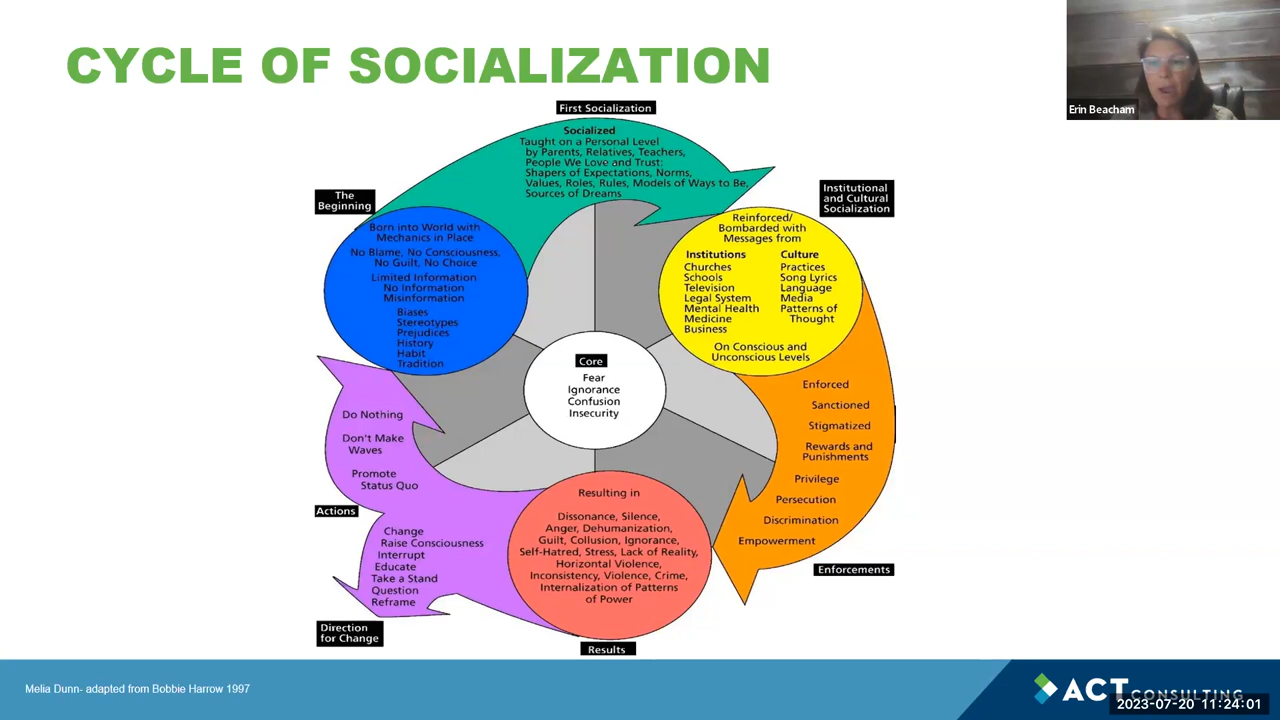 CYCLE OF SOCIALIZATION
Erin Beacham
First Socialization
Socialized
Taught on a Personal Level
by Parents, Relatives, Teachers,
People We Love and Trust:
Shapers of Expectations, Norms,
Values, Roles, Rules, Models of Ways to Be,
Sources of Dreams
The
Beginning
Born into World with
Mechanics in Place
No Blame, No Consciousness,
No Guilt, No Choice
Limited Information
No Information
Misinformation
Biases
Stereotypes
Prejudices
History
Habit
Tradition
Institutional
and Cultural
Socialization
Reinforced/
Bombarded with
Messages from
Institutions
Churches
Schools
Television
Legal System
Mental Health
Medicine
Business
Culture
Practices
Song Lyrics
Language
Media
Patterns of
Thought
On Conscious and
Unconscious Levels
Core
Fear
Ignorance
Confusion
Insecurity
Enforced
Sanctioned
Stigmatized
Rewards and
Punishments
Privilege
Persecution
Discrimination
Empowerment
Enforcements
Resulting in
Dissonance, Silence,
Anger, Dehumanization,
Guilt, Collusion, Ignorance,
Self-Hatred, Stress, Lack of Reality,
Horizontal Violence,
Inconsistency, Violence, Crime,
Internalization of Patterns
of Power
Results
Do Nothing
Don't Make
Waves
Promote
Status Quo
Actions
Change
Raise Consciousness
Interrupt
Educate
Take a Stand
Question
Reframe
Direction
for Change
Melia Dunn- adapted from Bobbie Harrow 1997
ACT CONSULTING
2023-07-20 11:24:01